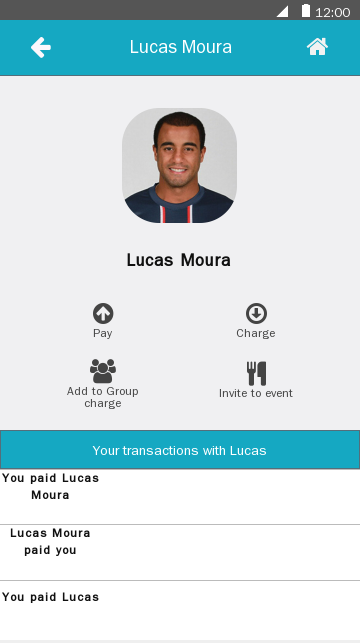 12:00
Lucas Moura
Lucas Moura
Pay
Charge
Add to Group
charge
Invite to event
Your transactions with Lucas
You paid Lucas
Moura
Lucas Moura
paid you
You paid Lucas